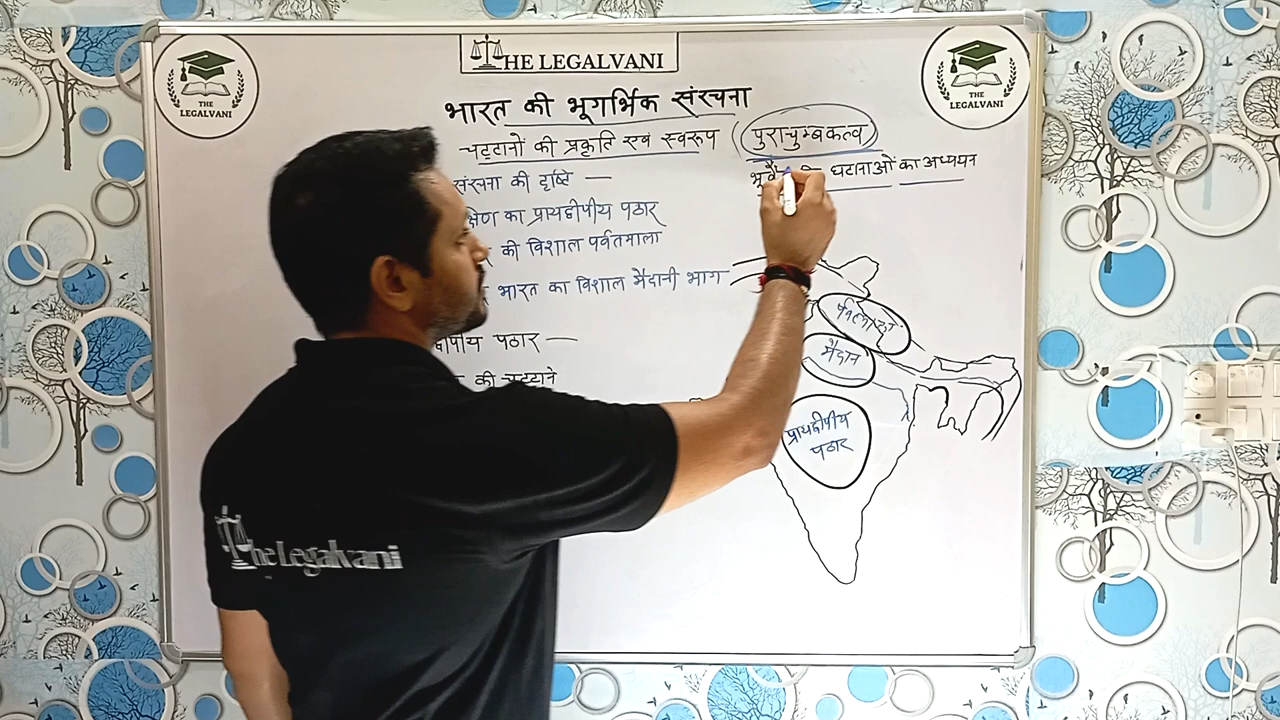 THE LEGALVANI
THE LEGALVANI
THE LEGALVANI
भारत की भूगर्भिक संरचना
चट्टानों की प्रकृति एवं स्वरूप (पुराचुम्बकत्व)
घटनाओं का अध्ययन
संरचना की दृष्टि —
का प्रायद्वीपीय पठार
की विशाल पर्वतमाला
भारत का विशाल मैदानी भाग
पठार —
की चट्टाने
मैदान
प्रायद्वीपीय
पठार
The Legalvani